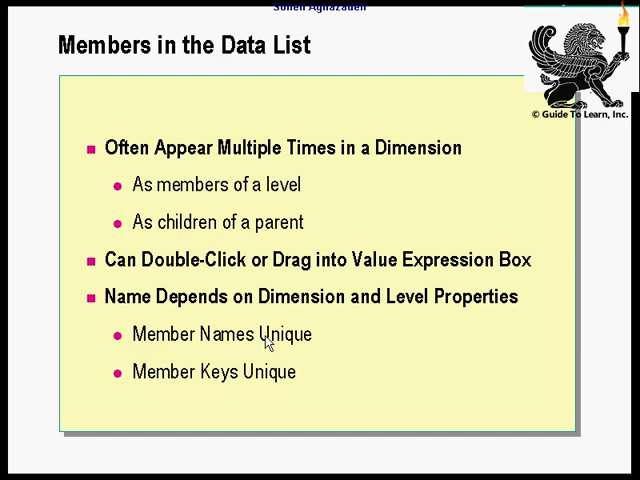 Soheil Aghazadeh
Members in the Data List
© Guide To Learn, Inc.
Often Appear Multiple Times in a Dimension
As members of a level
As children of a parent
Can Double-Click or Drag into Value Expression Box
Name Depends on Dimension and Level Properties
Member Names Unique
Member Keys Unique